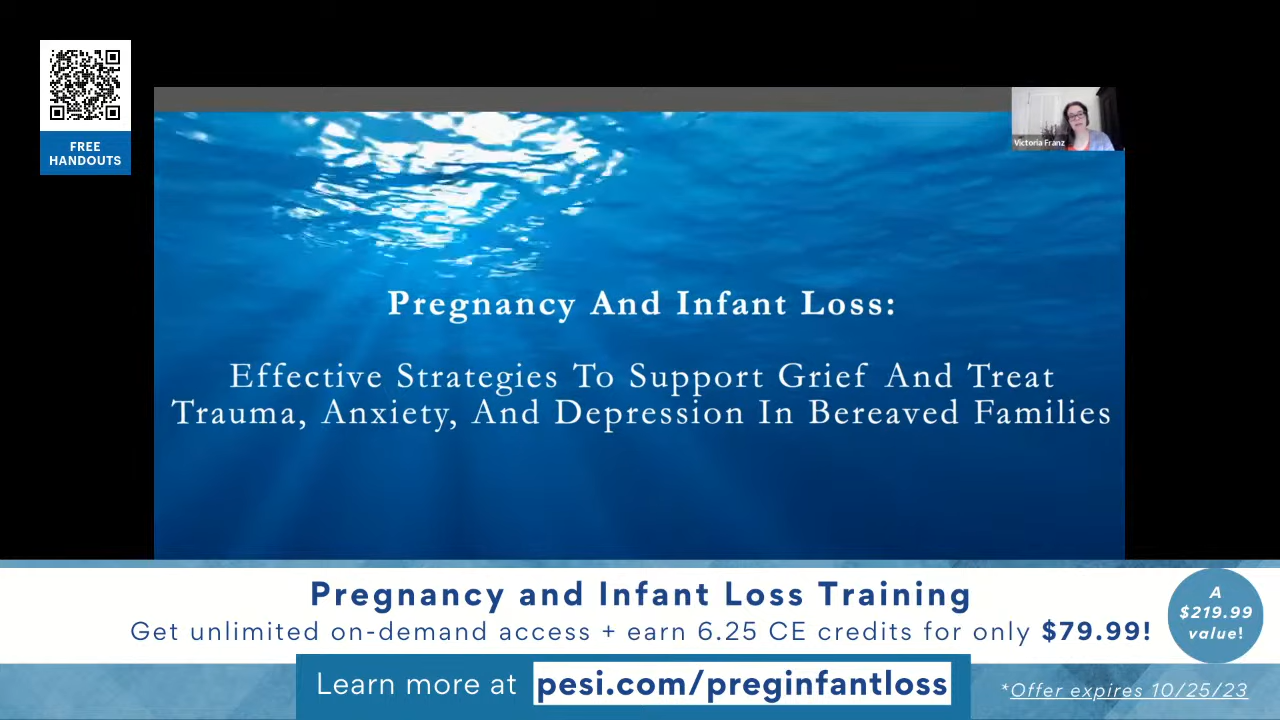 FREE
HANDOUTS
Victoria Franz
Pregnancy And Infant Loss:
Effective Strategies To Support Grief And Treat
Trauma, Anxiety, And Depression In Bereaved Families
Pregnancy and Infant Loss Training
Get unlimited on-demand access + earn 6.25 CE credits for only $79.99!
A
$219.99
value!
Learn more at pesi.com/preginfantloss
*Offer expires 10/25/23